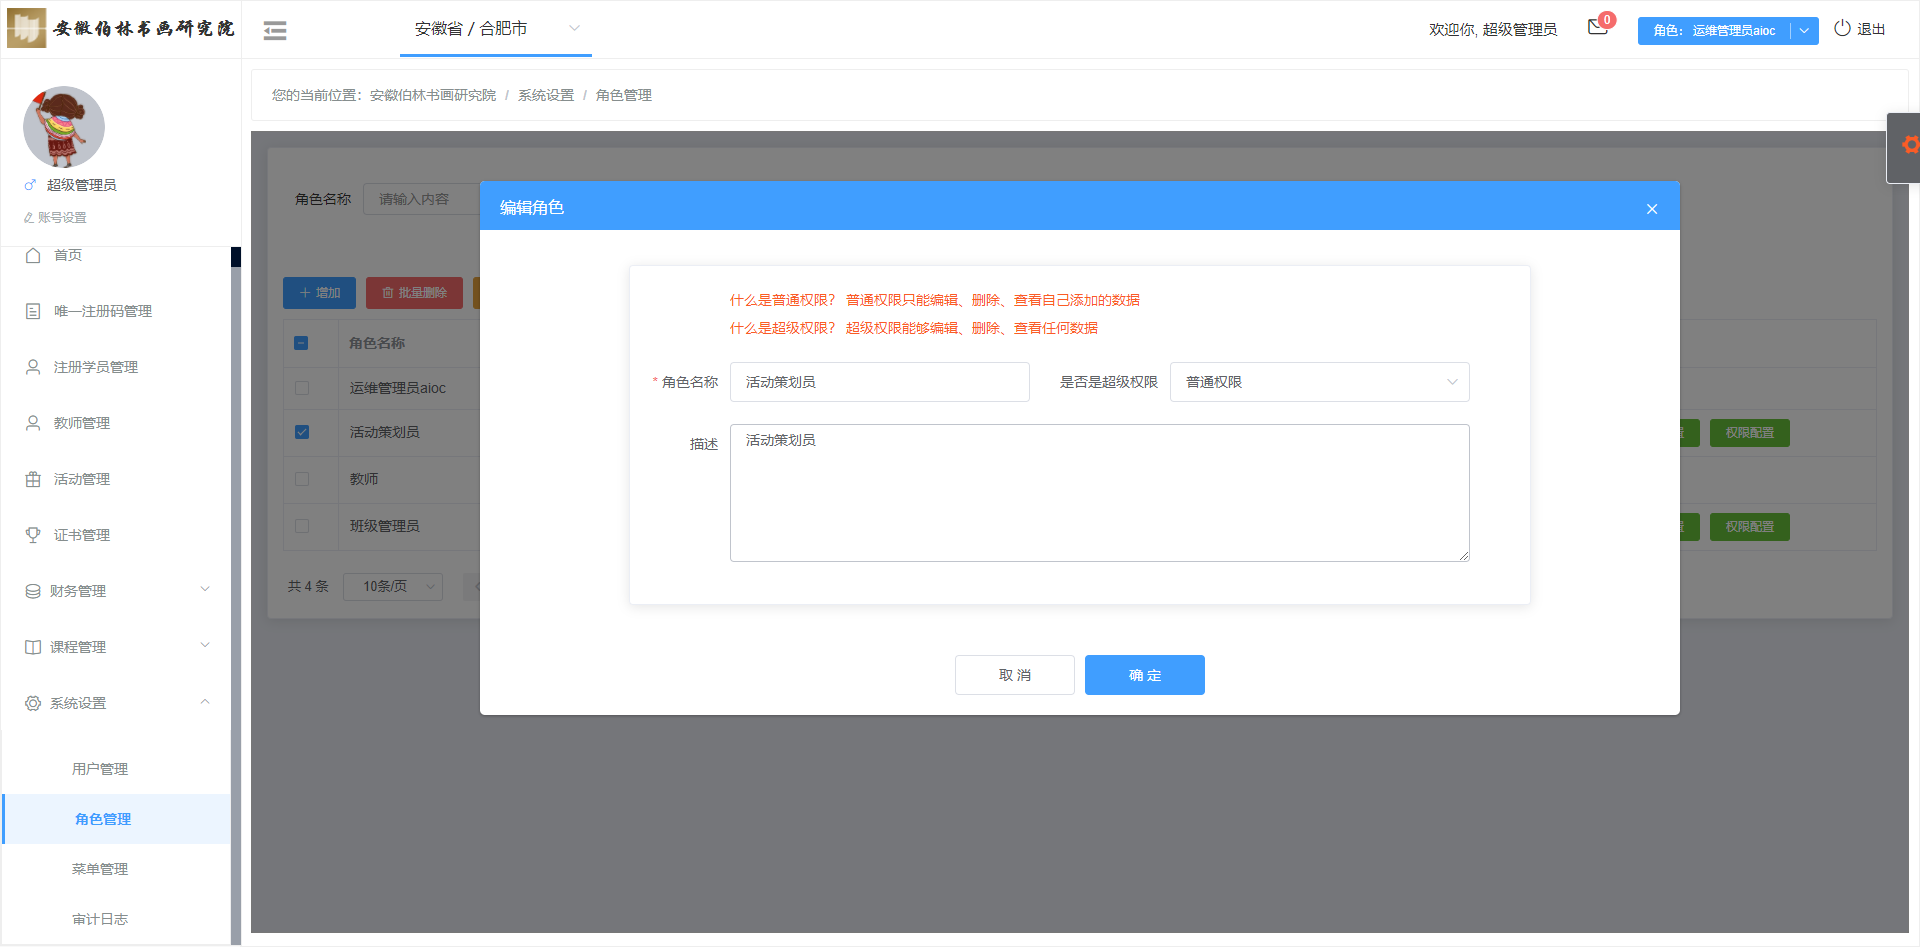 安徽伯林书画研究院
安徽省 / 合肥市
欢迎你, 超级管理员
0
角色： 运维管理员aioc
退出
您的当前位置：安徽伯林书画研究院 / 系统设置 / 角色管理
超级管理员
账号设置
首页
唯一注册码管理
注册学员管理
教师管理
活动管理
证书管理
财务管理
课程管理
系统设置
用户管理
角色管理
菜单管理
审计日志
角色名称 请输入内容
增加 批量删除
角色名称
运维管理员aioc
活动策划员
权限配置
教师
班级管理员
权限配置
共 4 条 10条/页
编辑角色
什么是普通权限？ 普通权限只能编辑、删除、查看自己添加的数据
什么是超级权限？ 超级权限能够编辑、删除、查看任何数据
* 角色名称 活动策划员 是否是超级权限 普通权限
描述 活动策划员
取 消 确 定